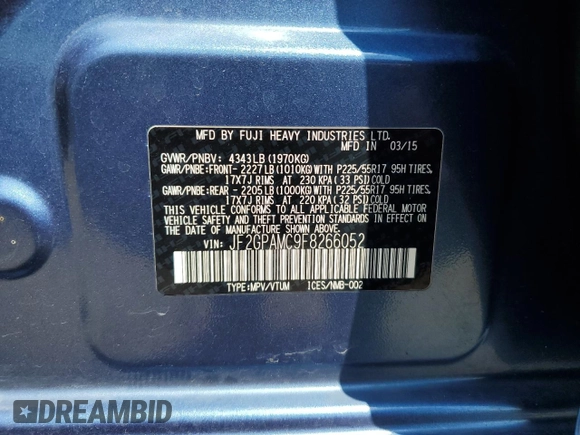 MFD BY FUJI HEAVY INDUSTRIES LTD.
MFD IN 03/15
GVWR/PNBV: 4343LB(1970KG)
GAWR/PNBE:FRONT- 2227LB(1010KG)WITH P225/55R17 95H TIRES,
17X7J RIMS AT 230 KPA(33 PSI)COLD
GAWR/PNBE:REAR - 2205LB(1000KG)WITH P225/55R17 95H TIRES,
17X7J RIMS AT 220 KPA(32 PSI)COLD
THIS VEHICLE CONFORMS TO ALL APPLICABLE FEDERAL MOTOR
VEHICLE SAFETY AND THEFT PREVENTION STANDARDS IN EFFECT ON
THE DATE OF MANUFACTURE SHOWN ABOVE.
VIN: JF2GPAMC9F8266052
TYPE:MPV/VTUM ICES/NMB-002
DREAMBID